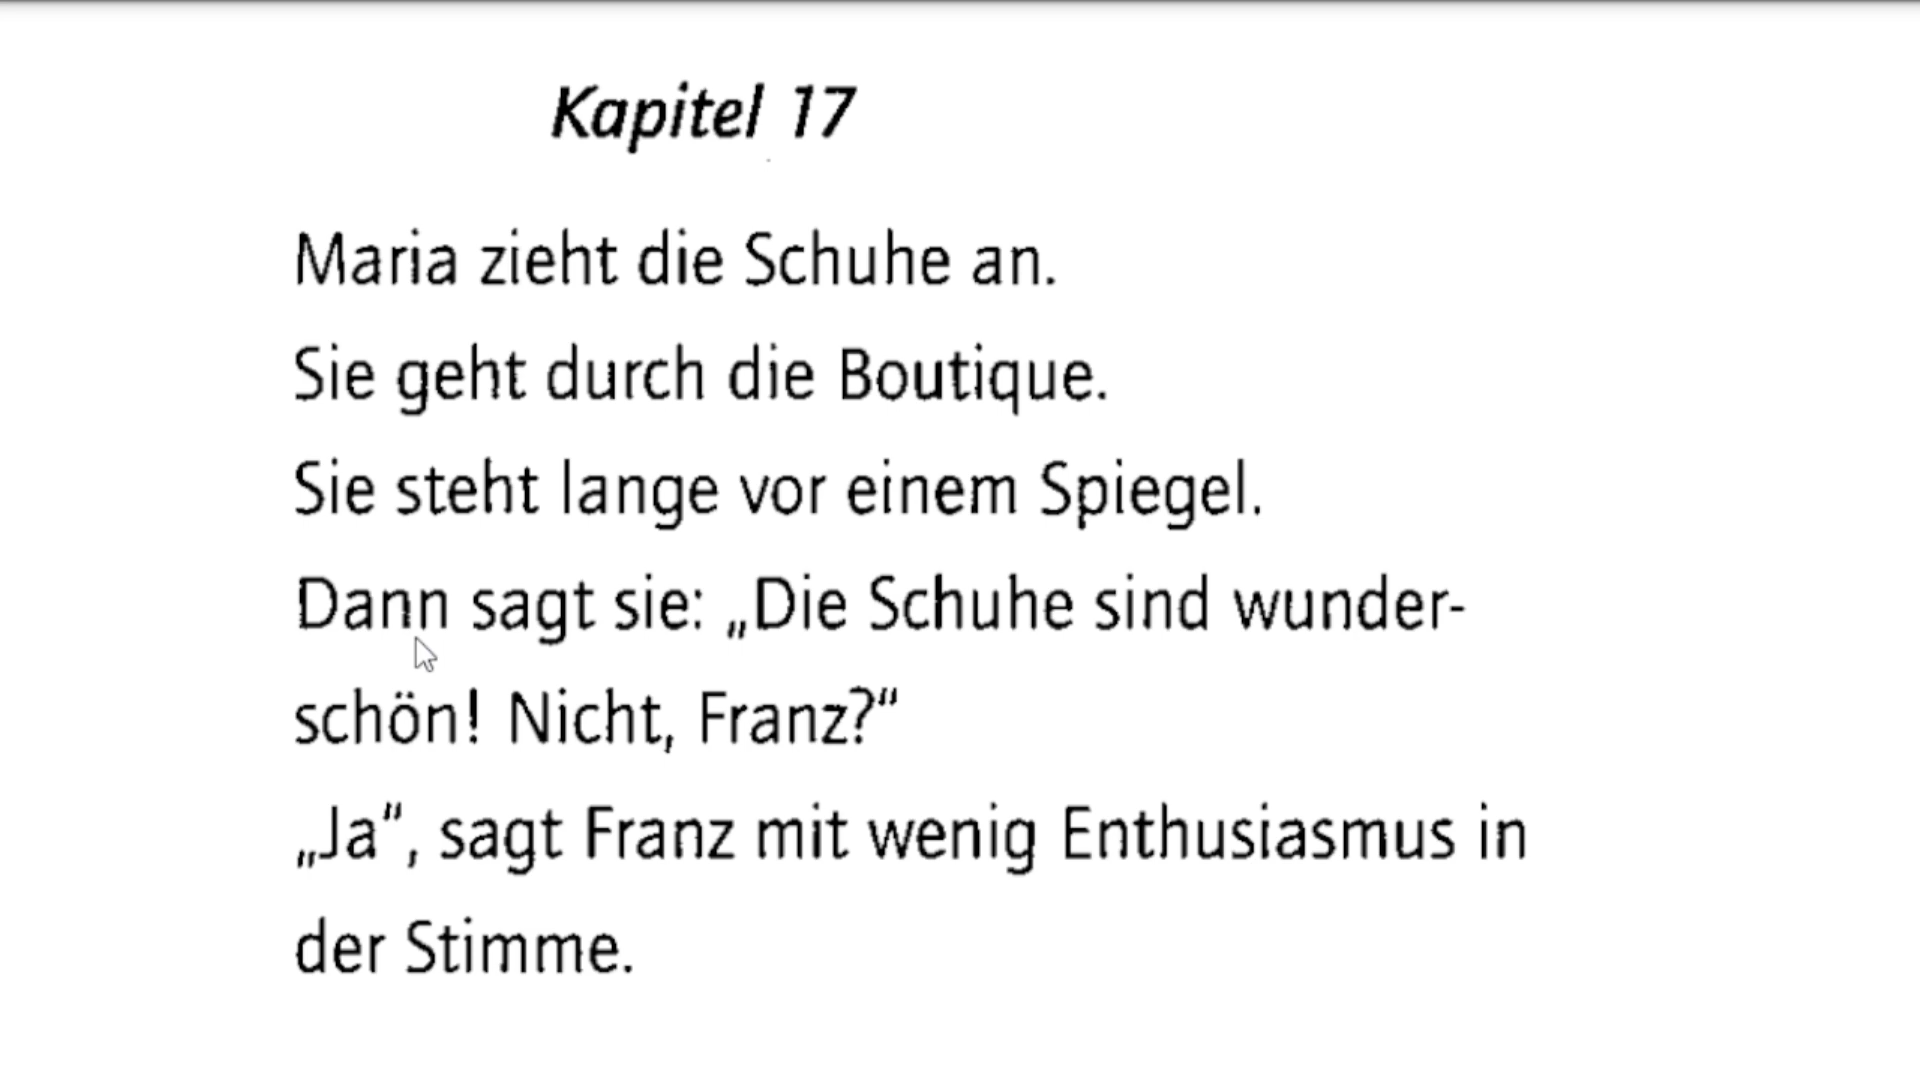 Kapitel 17
Maria zieht die Schuhe an.
Sie geht durch die Boutique.
Sie steht lange vor einem Spiegel.
Dann sagt sie: „Die Schuhe sind wunder-
schön! Nicht, Franz?“
„Ja“, sagt Franz mit wenig Enthusiasmus in
der Stimme.